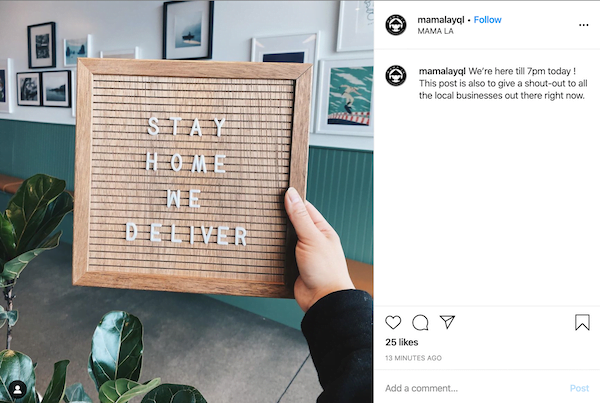 STAY
HOME
WE
DELIVER
mamalayql • Follow
MAMA LA
mamalayql We're here till 7pm today !
This post is also to give a shout-out to all
the local businesses out there right now.
25 likes
13 MINUTES AGO
Add a comment...
Post